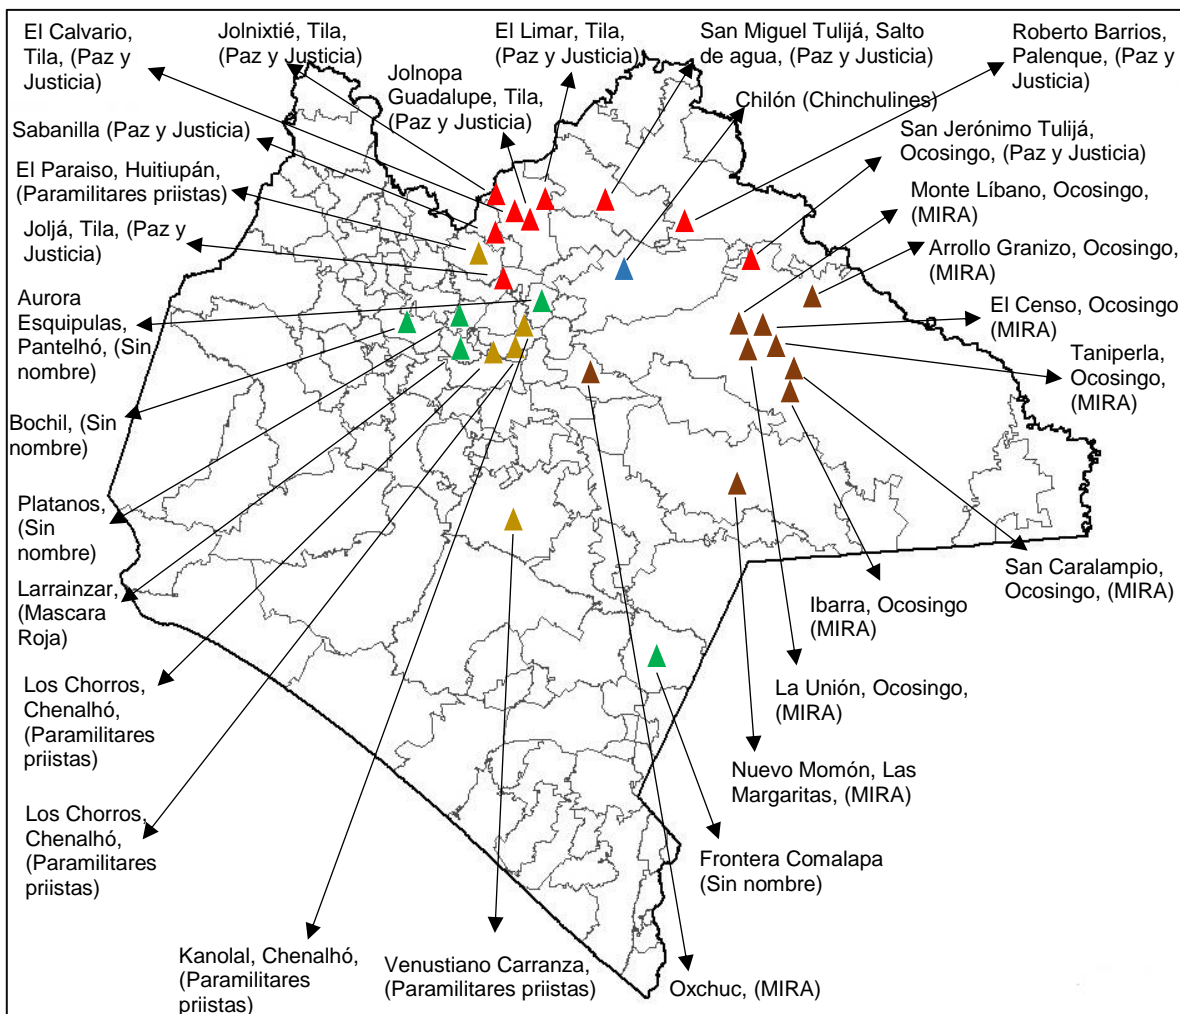 El Calvario,
Tila, (Paz y
Justicia)
Jolnixtié, Tila,
(Paz y Justicia)
Jolnopa
Guadalupe, Tila,
(Paz y Justicia)
El Limar, Tila,
(Paz y Justicia)
San Miguel Tulijá, Salto
de agua, (Paz y Justicia)
Roberto Barrios,
Palenque, (Paz y
Justicia)
Chilón (Chinchulines)
San Jerónimo Tulijá,
Ocosingo, (Paz y Justicia)
Sabanilla (Paz y Justicia)
El Paraiso, Huitiupán,
(Paramilitares priistas)
Joljá, Tila, (Paz y
Justicia)
Monte Líbano, Ocosingo,
(MIRA)
Arrollo Granizo, Ocosingo,
(MIRA)
El Censo, Ocosingo
(MIRA)
Taniperla,
Ocosingo,
(MIRA)
Aurora
Esquipulas,
Pantelhó, (Sin
nombre)
Bochil, (Sin
nombre)
Platanos,
(Sin
nombre)
Larrainzar,
(Mascara
Roja)
San Caralampio,
Ocosingo, (MIRA)
Ibarra, Ocosingo
(MIRA)
La Unión, Ocosingo,
(MIRA)
Los Chorros,
Chenalhó,
(Paramilitares
priistas)
Nuevo Momón, Las
Margaritas, (MIRA)
Los Chorros,
Chenalhó,
(Paramilitares
priistas)
Frontera Comalapa
(Sin nombre)
Kanolal, Chenalhó,
(Paramilitares
priistas)
Venustiano Carranza,
(Paramilitares priistas)
Oxchuc, (MIRA)